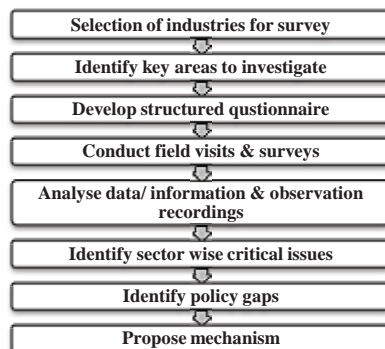 Selection of industries for survey
Identify key areas to investigate
Develop structured qustionnaire
Conduct field visits & surveys
Analyse data/ information & observation
recordings
Identify sector wise critical issues
Identify policy gaps
Propose mechanism